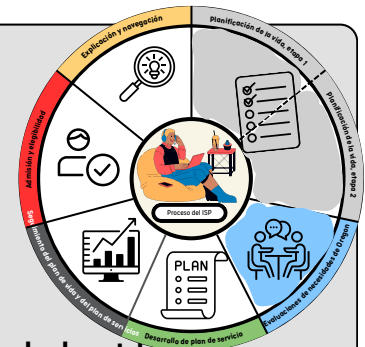 Explicación y navegación
Planificación de la vida, etapa 1
Planificación de la vida, etapa 2
Evaluaciones de necesidades de Oregon
Desarrollo de plan de servicio
Seguimiento del plan de vida y del plan de servicios
Admisión y elegibilidad
Proceso del ISP
PLAN